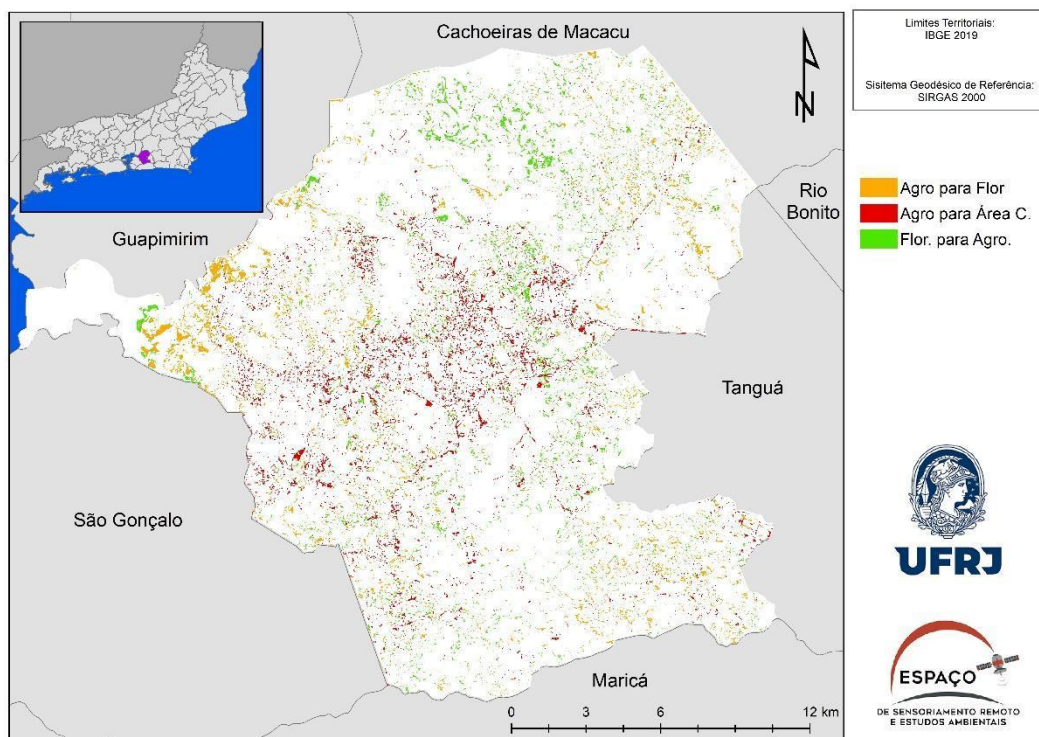 Cachoeiras de Macacu
Guapimirim
Rio
Bonito
Tanguá
São Gonçalo
Maricá
N
0 3 6 12 km
Limites Territoriais:
IBGE 2019
Sisitema Geodésico de Referência:
SIRGAS 2000
Agro para Flor
Agro para Área C.
Flor. para Agro.
UFRJ
ESPAÇO
DE SENSORIAMENTO REMOTO
E ESTUDOS AMBIENTAIS